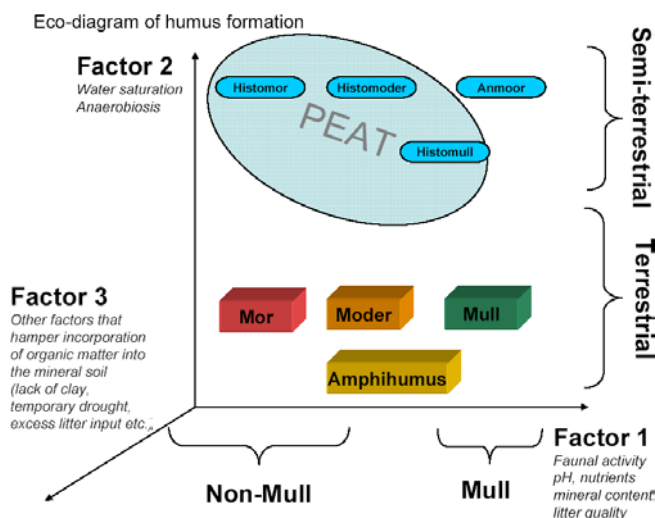 Eco-diagram of humus formation
Factor 2
Water saturation
Anaerobiosis
Histomor
Histomoder
Anmoor
PEAT
Histomull
Semi-terrestrial
Factor 3
Other factors that
hamper incorporation
of organic matter into
the mineral soil
(lack of clay,
temporary drought,
excess litter input etc.)
Mor
Moder
Mull
Amphihumus
Terrestrial
Non-Mull
Mull
Factor 1
Faunal activity
pH, nutrients
mineral content
litter quality